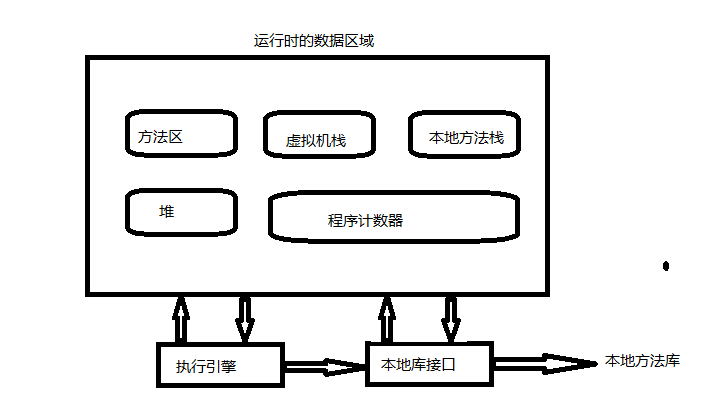 运行时的数据区域
方法区
虚拟机栈
本地方法栈
堆
程序计数器
执行引擎
本地库接口
本地方法库